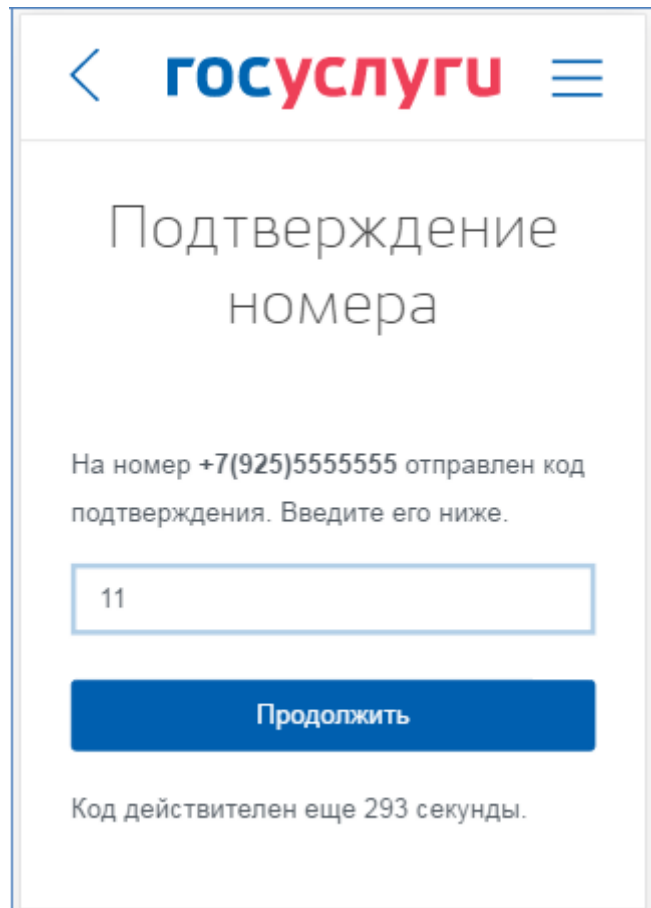 госуслуги
Подтверждение
номера
На номер +7(925)5555555 отправлен код
подтверждения. Введите его ниже.
11
Продолжить
Код действителен еще 293 секунды.